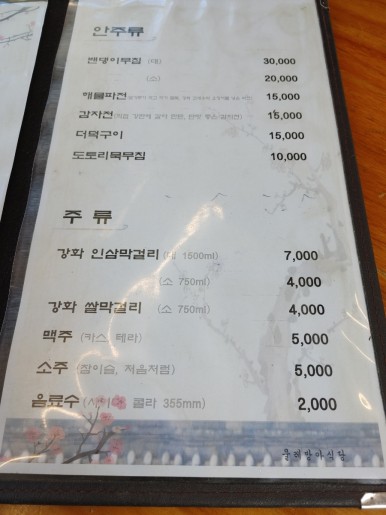 안주류
밴댕이무침 (대) 30,000
(소) 20,000
해물파전 15,000
감자전 15,000
더덕구이 15,000
도토리묵무침 10,000
주 류
강화 인삼막걸리 (대 1500ml) 7,000
(소 750ml) 4,000
강화 쌀막걸리 (소 750ml) 4,000
맥주 (카스, 테라) 5,000
소주 (참이슬, 처음처럼) 5,000
음료수 (사이다, 콜라 355mm) 2,000